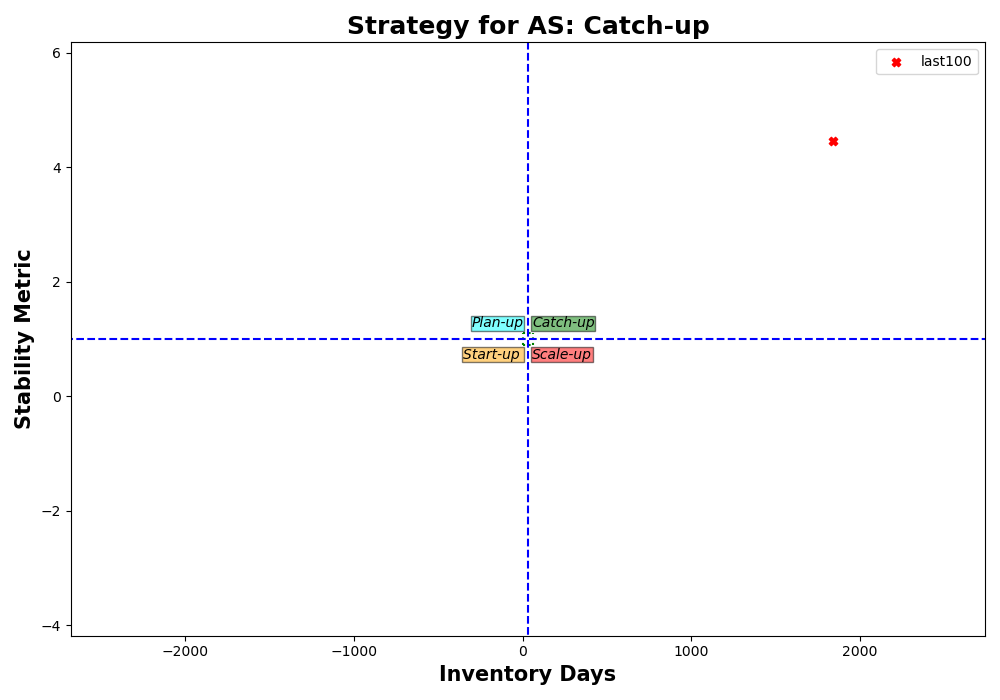 Strategy for AS: Catch-up
last100
Stability Metric
6
4
2
0
−2
−4
Plan-up
Catch-up
Start-up
Scale-up
−2000
−1000
0
1000
2000
Inventory Days